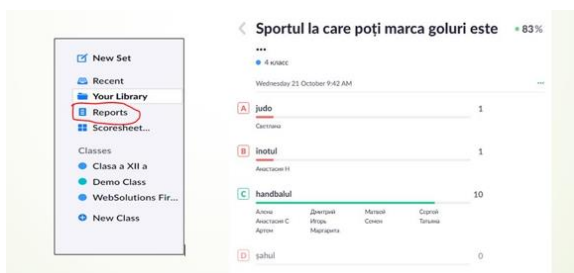 New Set
Recent
Your Library
Reports
Scoresheet...
Classes
Clasa a XII a
Demo Class
WebSolutions Fir...
New Class
Sportul la care poți marca goluri este 83%
...
4 класс
Wednesday 21 October 9:42 AM
A judo 1
Светлана
B înotul 1
Анастасия Н
C handbalul 10
Алена Дмитрий Матвей Сергей
Анастасия С Игорь Семен Татьяна
Артем Маргарита
D șahul 0